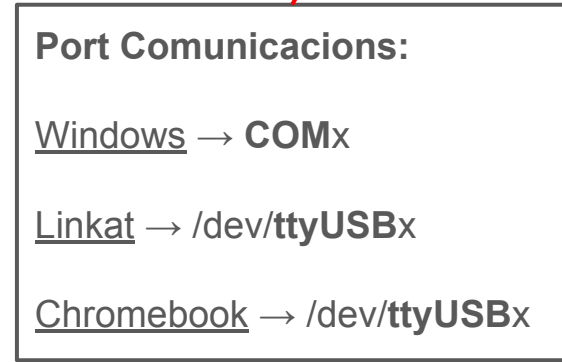 Port Comunicacions:
Windows → COMx
Linkat → /dev/ttyUSBx
Chromebook → /dev/ttyUSBx